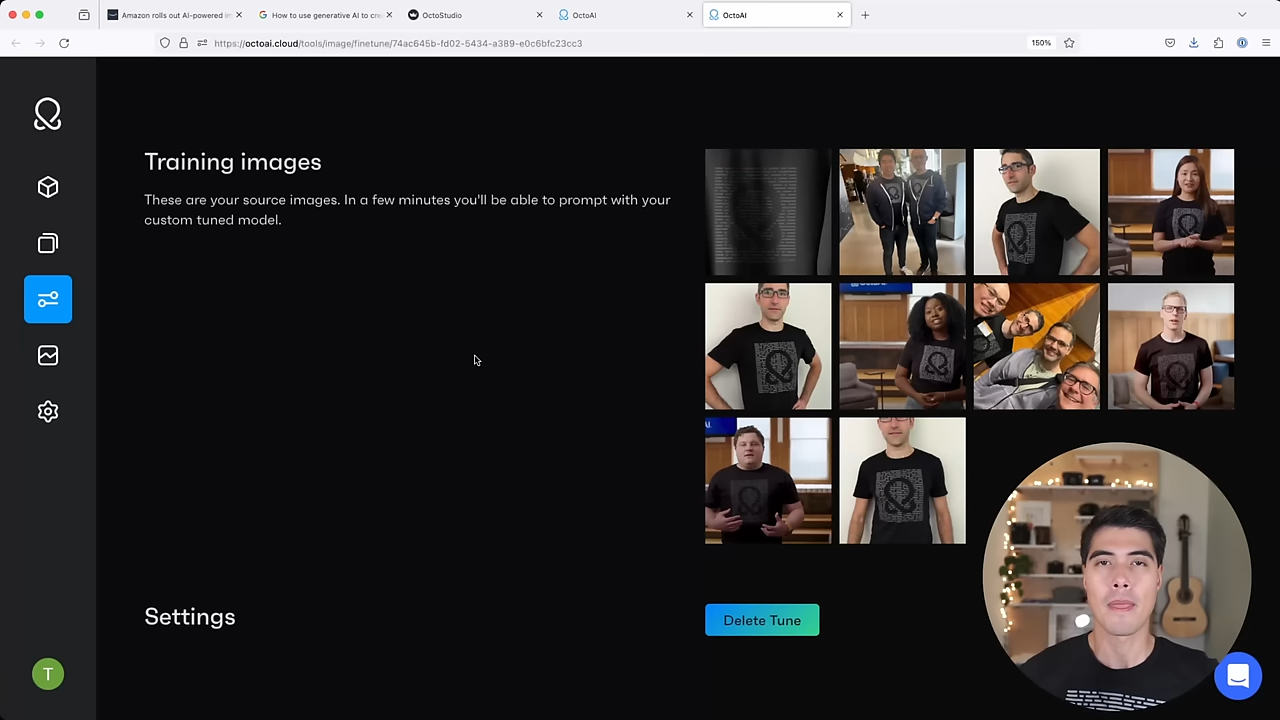 Amazon rolls out AI-powered im
How to use generative AI to cre
OctoStudio
OctoAI
OctoAI
https://octoai.cloud/tools/image/finetune/74ac645b-fd02-5434-a389-e0c6bfc23cc3
150%
Training images
These are your source images. In a few minutes you'll be able to prompt with your
custom tuned model.
Settings
Delete Tune
T